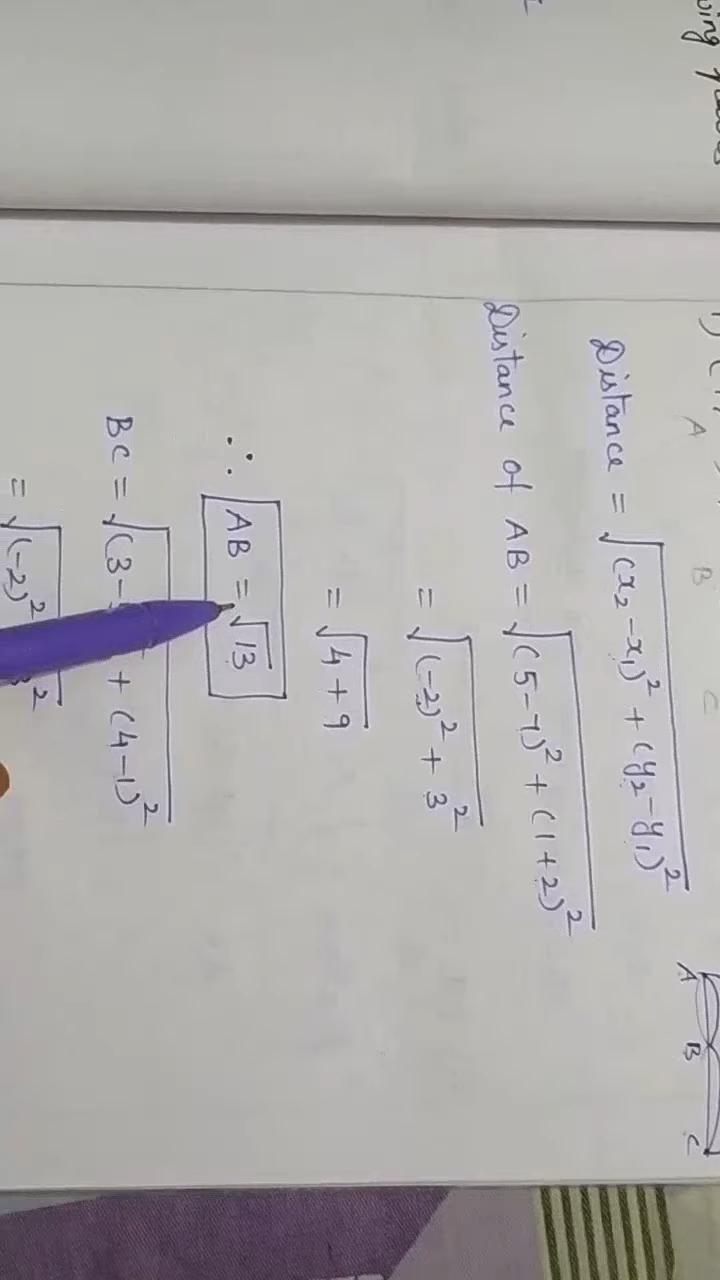 A B C
A B C
Distance = √(x₂-x₁)² + (y₂-y₁)²
Distance of AB = √(5-7)² + (1+2)²
= √(-2)² + 3²
= √4 + 9
∴ AB = √13
BC = √(3- + (4-1)²
= √(-2)² ²